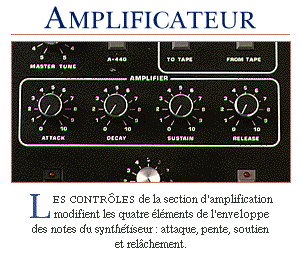 AMPLIFICATEUR
MASTER TUNE
A-440
TO TAPE
FROM TAPE
AMPLIFIER
ATTACK
DECAY
SUSTAIN
RELEASE
LES CONTRÔLES de la section d'amplification
modifient les quatre éléments de l'enveloppe
des notes du synthétiseur : attaque, pente, soutien
et relâchement.